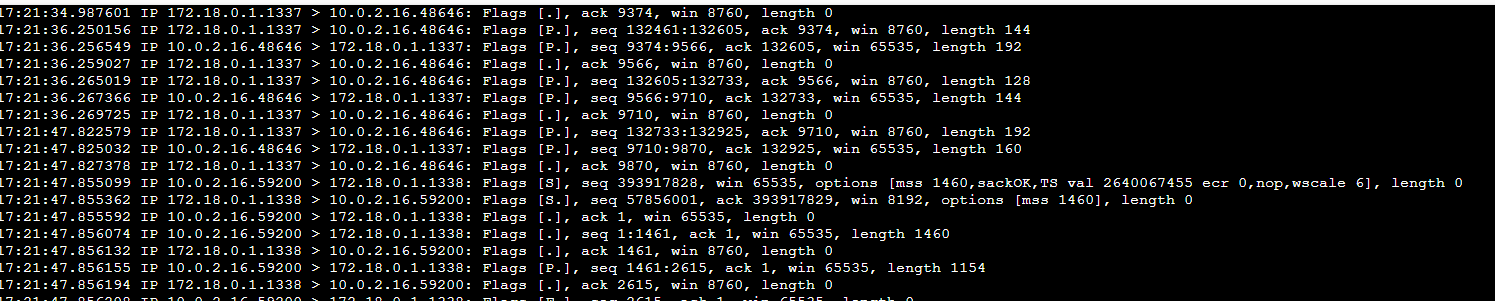 17:21:34.987601 IP 172.18.0.1.1337 > 10.0.2.16.48646: Flags [.], ack 9374, win 8760, length 0
17:21:36.250156 IP 172.18.0.1.1337 > 10.0.2.16.48646: Flags [P.], seq 132461:132605, ack 9374, win 8760, length 144
17:21:36.256549 IP 10.0.2.16.48646 > 172.18.0.1.1337: Flags [P.], seq 9374:9566, ack 132605, win 65535, length 192
17:21:36.259027 IP 172.18.0.1.1337 > 10.0.2.16.48646: Flags [.], ack 9566, win 8760, length 0
17:21:36.265019 IP 172.18.0.1.1337 > 10.0.2.16.48646: Flags [P.], seq 132605:132733, ack 9566, win 8760, length 128
17:21:36.267366 IP 10.0.2.16.48646 > 172.18.0.1.1337: Flags [P.], seq 9566:9710, ack 132733, win 65535, length 144
17:21:36.269725 IP 172.18.0.1.1337 > 10.0.2.16.48646: Flags [.], ack 9710, win 8760, length 0
17:21:47.822579 IP 172.18.0.1.1337 > 10.0.2.16.48646: Flags [P.], seq 132733:132925, ack 9710, win 8760, length 192
17:21:47.825032 IP 10.0.2.16.48646 > 172.18.0.1.1337: Flags [P.], seq 9710:9870, ack 132925, win 65535, length 160
17:21:47.827378 IP 172.18.0.1.1337 > 10.0.2.16.48646: Flags [.], ack 9870, win 8760, length 0
17:21:47.855099 IP 10.0.2.16.59200 > 172.18.0.1.1338: Flags [S], seq 393917828, win 65535, options [mss 1460,sackOK,TS val 2640067455 ecr 0,nop,wscale 6], length 0
17:21:47.855362 IP 172.18.0.1.1338 > 10.0.2.16.59200: Flags [S.], seq 57856001, ack 393917829, win 8192, options [mss 1460], length 0
17:21:47.855592 IP 10.0.2.16.59200 > 172.18.0.1.1338: Flags [.], ack 1, win 65535, length 0
17:21:47.856074 IP 10.0.2.16.59200 > 172.18.0.1.1338: Flags [.], seq 1:1461, ack 1, win 65535, length 1460
17:21:47.856132 IP 172.18.0.1.1338 > 10.0.2.16.59200: Flags [.], ack 1461, win 8760, length 0
17:21:47.856155 IP 10.0.2.16.59200 > 172.18.0.1.1338: Flags [P.], seq 1461:2615, ack 1, win 65535, length 1154
17:21:47.856194 IP 172.18.0.1.1338 > 10.0.2.16.59200: Flags [.], ack 2615, win 8760, length 0